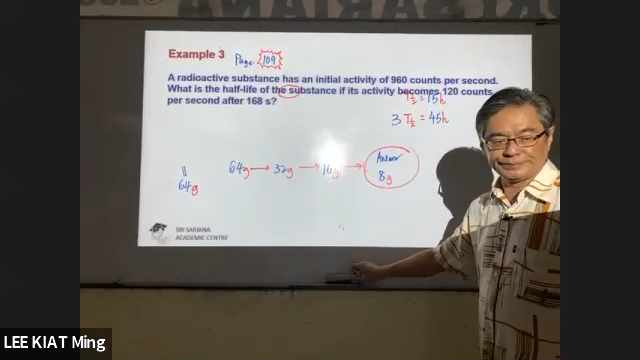 Example 3
Page 109
A radioactive substance has an initial activity of 960 counts per second.
What is the half-life of the substance if its activity becomes 120 counts
per second after 168 s?
T½ = 15h
3 T½ = 45h
64g
64g → 32g → 16g → Answer
8g
SRI SARJANA
ACADEMIC CENTRE
LEE KIAT Ming